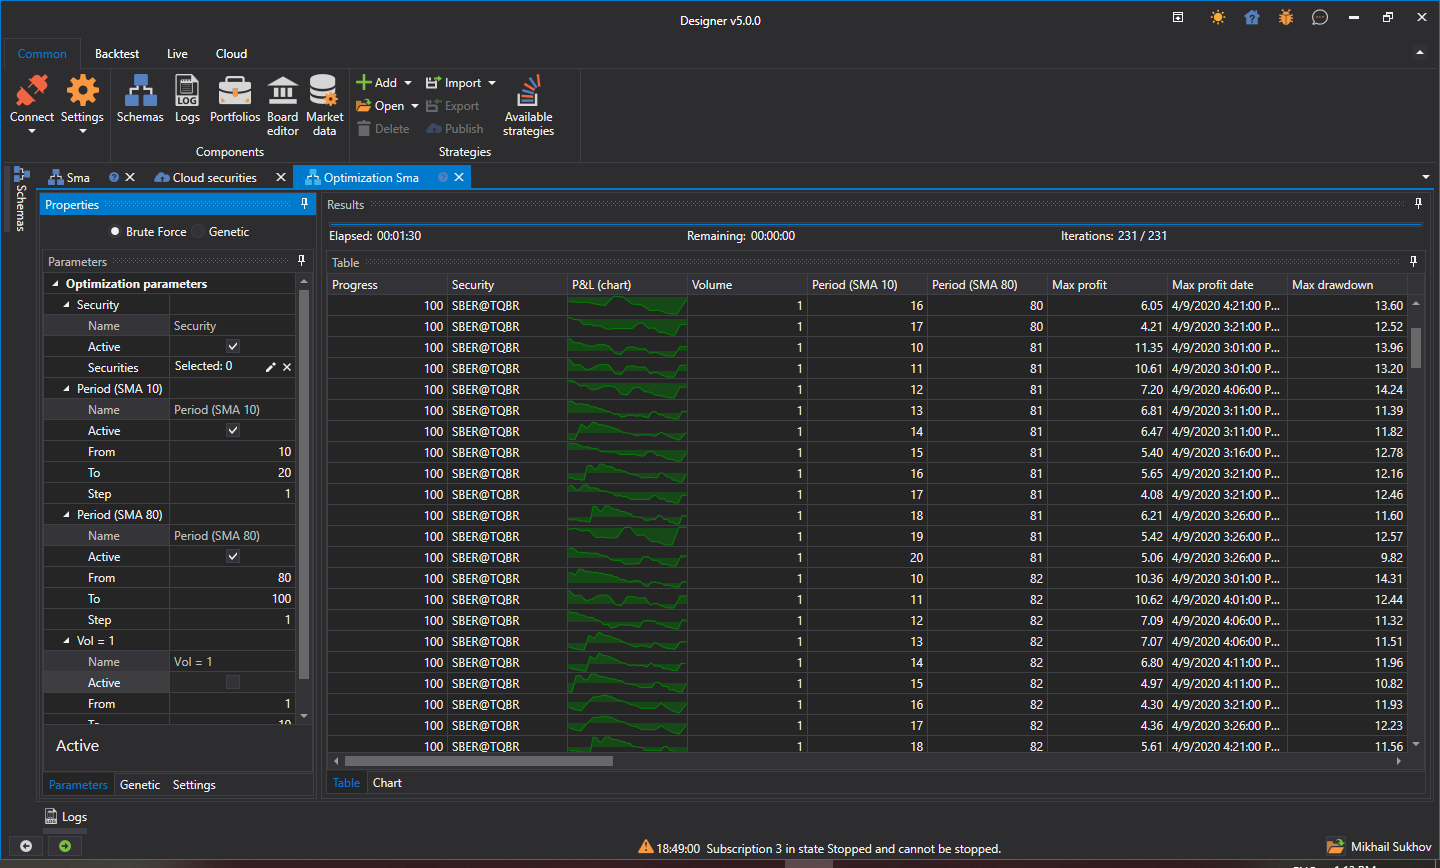 Designer v5.0.0
Common Backtest Live Cloud
Connect Settings Schemas Logs Portfolios Board editor Market data
Add Import
Open Export
Delete Publish
Available strategies
Components Strategies
Schemas
Sma Cloud securities Optimization Sma
Properties
Brute Force Genetic
Parameters
Optimization parameters
Security
Name Security
Active
Securities Selected: 0
Period (SMA 10)
Name Period (SMA 10)
Active
From 10
To 20
Step 1
Period (SMA 80)
Name Period (SMA 80)
Active
From 80
To 100
Step 1
Vol = 1
Name Vol = 1
Active
From 1
To 10
Active
Parameters Genetic Settings
Results
Elapsed: 00:01:30 Remaining: 00:00:00 Iterations: 231 / 231
Table
Progress Security P&L (chart) Volume Period (SMA 10) Period (SMA 80) Max profit Max profit date Max drawdown
100 SBER@TQBR 1 16 80 6.05 4/9/2020 4:21:00 P... 13.60
100 SBER@TQBR 1 17 80 4.21 4/9/2020 3:21:00 P... 12.52
100 SBER@TQBR 1 10 81 11.35 4/9/2020 3:01:00 P... 13.96
100 SBER@TQBR 1 11 81 10.61 4/9/2020 3:01:00 P... 13.20
100 SBER@TQBR 1 12 81 7.20 4/9/2020 4:06:00 P... 14.24
100 SBER@TQBR 1 13 81 6.81 4/9/2020 3:11:00 P... 11.39
100 SBER@TQBR 1 14 81 6.47 4/9/2020 3:11:00 P... 11.82
100 SBER@TQBR 1 15 81 5.40 4/9/2020 3:16:00 P... 12.78
100 SBER@TQBR 1 16 81 5.65 4/9/2020 3:21:00 P... 12.16
100 SBER@TQBR 1 17 81 4.08 4/9/2020 3:21:00 P... 12.46
100 SBER@TQBR 1 18 81 6.21 4/9/2020 3:26:00 P... 11.60
100 SBER@TQBR 1 19 81 5.42 4/9/2020 3:26:00 P... 12.57
100 SBER@TQBR 1 20 81 5.06 4/9/2020 3:26:00 P... 9.82
100 SBER@TQBR 1 10 82 10.36 4/9/2020 3:01:00 P... 14.31
100 SBER@TQBR 1 11 82 10.62 4/9/2020 4:01:00 P... 12.44
100 SBER@TQBR 1 12 82 7.09 4/9/2020 4:06:00 P... 11.32
100 SBER@TQBR 1 13 82 7.07 4/9/2020 4:06:00 P... 11.51
100 SBER@TQBR 1 14 82 6.80 4/9/2020 4:11:00 P... 11.96
100 SBER@TQBR 1 15 82 4.97 4/9/2020 4:11:00 P... 10.82
100 SBER@TQBR 1 16 82 4.30 4/9/2020 3:21:00 P... 11.93
100 SBER@TQBR 1 17 82 4.36 4/9/2020 3:26:00 P... 12.23
100 SBER@TQBR 1 18 82 5.61 4/9/2020 4:21:00 P... 11.56
Table Chart
Logs
18:49:00 Subscription 3 in state Stopped and cannot be stopped.
Mikhail Sukhov